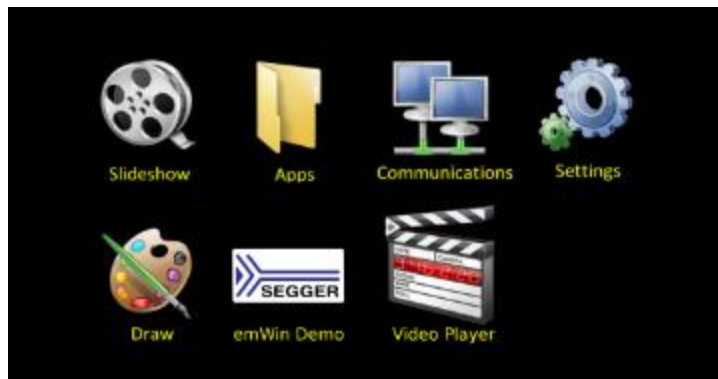 Slideshow
Apps
Communications
Settings
SEGGER
Draw
emWin Demo
Video Player